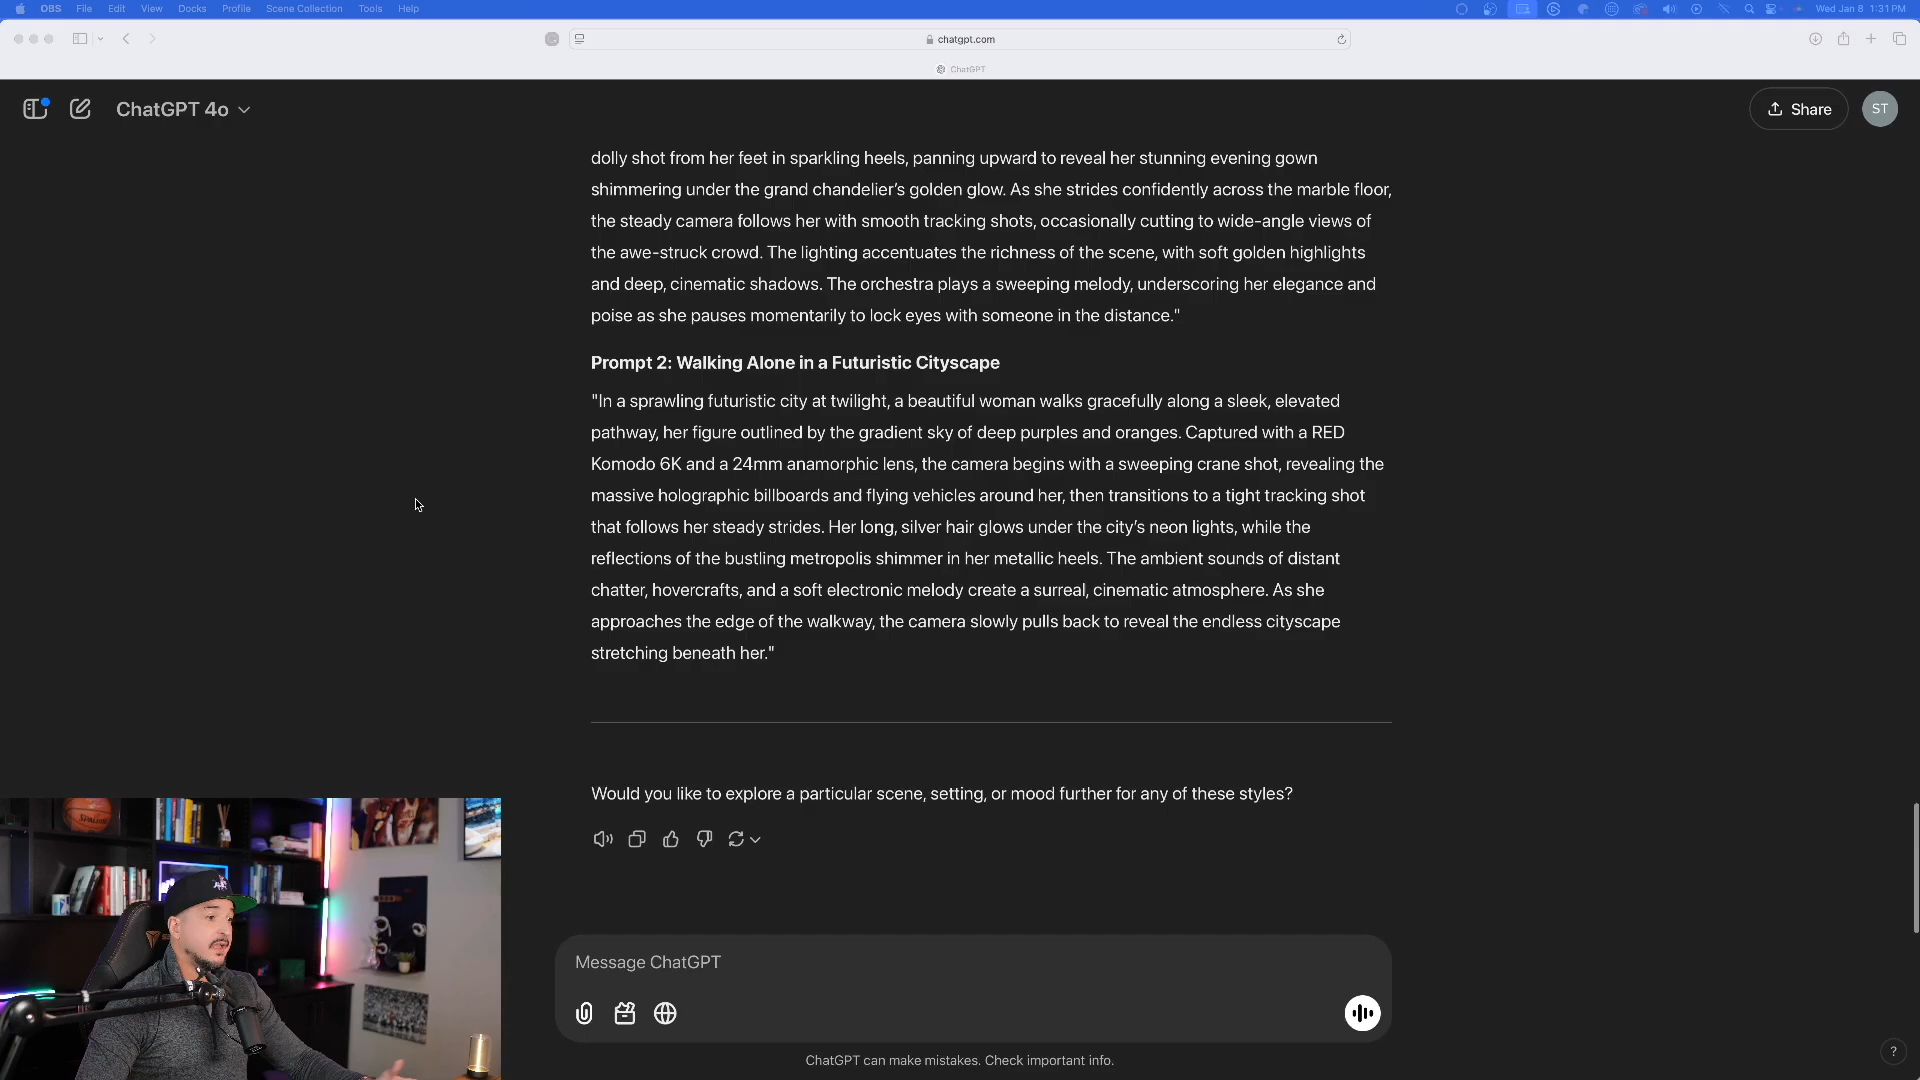 OBS File Edit View Docks Profile Scene Collection Tools Help Wed Jan 8 1:31 PM
chatgpt.com
ChatGPT
ChatGPT 4o Share ST
dolly shot from her feet in sparkling heels, panning upward to reveal her stunning evening gown
shimmering under the grand chandelier’s golden glow. As she strides confidently across the marble floor,
the steady camera follows her with smooth tracking shots, occasionally cutting to wide-angle views of
the awe-struck crowd. The lighting accentuates the richness of the scene, with soft golden highlights
and deep, cinematic shadows. The orchestra plays a sweeping melody, underscoring her elegance and
poise as she pauses momentarily to lock eyes with someone in the distance."
Prompt 2: Walking Alone in a Futuristic Cityscape
"In a sprawling futuristic city at twilight, a beautiful woman walks gracefully along a sleek, elevated
pathway, her figure outlined by the gradient sky of deep purples and oranges. Captured with a RED
Komodo 6K and a 24mm anamorphic lens, the camera begins with a sweeping crane shot, revealing the
massive holographic billboards and flying vehicles around her, then transitions to a tight tracking shot
that follows her steady strides. Her long, silver hair glows under the city’s neon lights, while the
reflections of the bustling metropolis shimmer in her metallic heels. The ambient sounds of distant
chatter, hovercrafts, and a soft electronic melody create a surreal, cinematic atmosphere. As she
approaches the edge of the walkway, the camera slowly pulls back to reveal the endless cityscape
stretching beneath her."
Would you like to explore a particular scene, setting, or mood further for any of these styles?
Message ChatGPT
ChatGPT can make mistakes. Check important info.
?